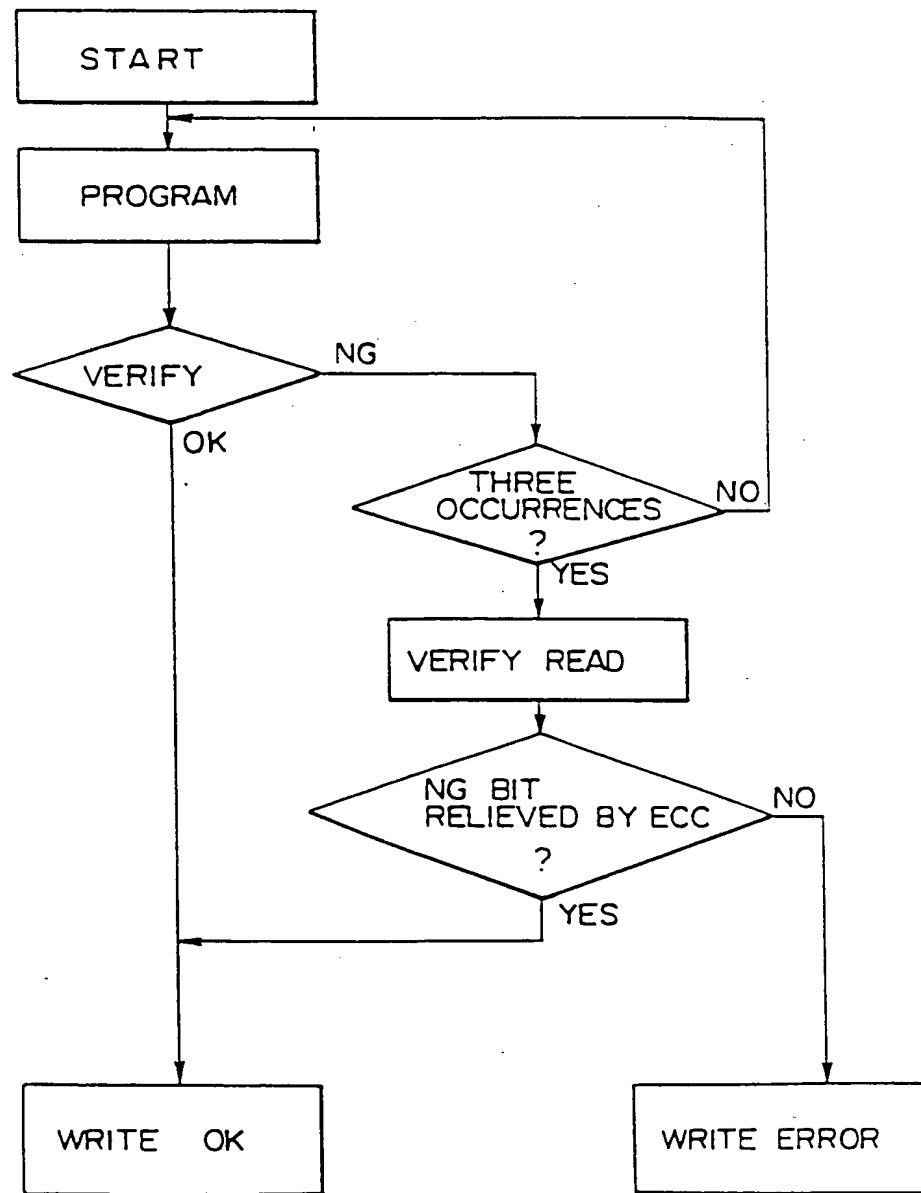 START
PROGRAM
VERIFY
NG
OK
THREE
OCCURRENCES
?
NO
YES
VERIFY READ
NG BIT
RELIEVED BY ECC
?
NO
YES
WRITE OK
WRITE ERROR